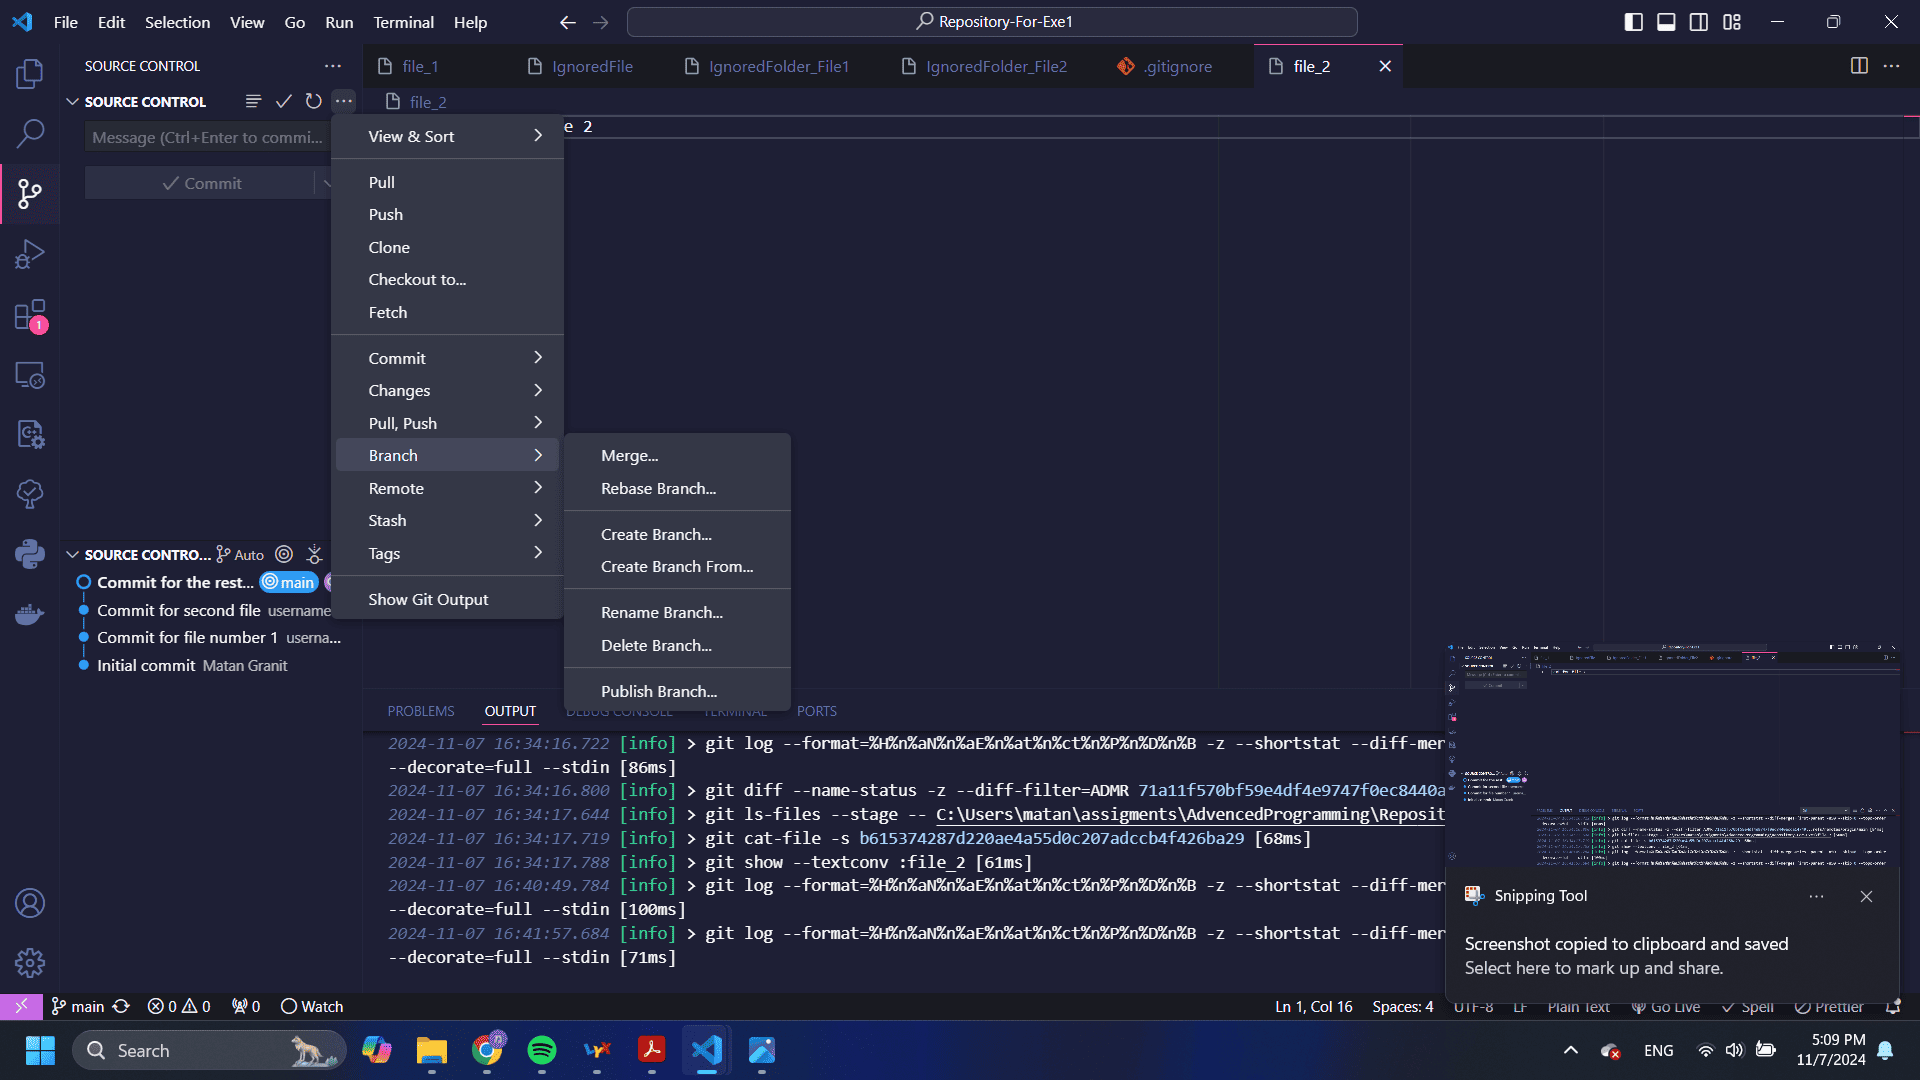 File Edit Selection View Go Run Terminal Help
Repository-For-Exe1
SOURCE CONTROL
SOURCE CONTROL
Message (Ctrl+Enter to commi...
Commit
file_1
IgnoredFile
IgnoredFolder_File1
IgnoredFolder_File2
.gitignore
file_2
file_2
e 2
View & Sort
Pull
Push
Clone
Checkout to...
Fetch
Commit
Changes
Pull, Push
Branch
Remote
Stash
Tags
Show Git Output
Merge...
Rebase Branch...
Create Branch...
Create Branch From...
Rename Branch...
Delete Branch...
Publish Branch...
1
SOURCE CONTRO... Auto
Commit for the rest... main
Commit for second file username
Commit for file number 1 userna...
Initial commit Matan Granit
PROBLEMS OUTPUT DEBUG CONSOLE TERMINAL PORTS
2024-11-07 16:34:16.722 [info] > git log --format=%H%n%aN%n%aE%n%at%n%ct%n%P%n%D%n%B -z --shortstat --diff-mer
--decorate=full --stdin [86ms]
2024-11-07 16:34:16.800 [info] > git diff --name-status -z --diff-filter=ADMR 71a11f570bf59e4df4e9747f0ec8440a
2024-11-07 16:34:17.644 [info] > git ls-files --stage -- C:\Users\matan\assigments\AdvencedProgramming\Reposit
2024-11-07 16:34:17.719 [info] > git cat-file -s b615374287d220ae4a55d0c207adccb4f426ba29 [68ms]
2024-11-07 16:34:17.788 [info] > git show --textconv :file_2 [61ms]
2024-11-07 16:40:49.784 [info] > git log --format=%H%n%aN%n%aE%n%at%n%ct%n%P%n%D%n%B -z --shortstat --diff-mer
--decorate=full --stdin [100ms]
2024-11-07 16:41:57.684 [info] > git log --format=%H%n%aN%n%aE%n%at%n%ct%n%P%n%D%n%B -z --shortstat --diff-mer
--decorate=full --stdin [71ms]
Snipping Tool
Screenshot copied to clipboard and saved
Select here to mark up and share.
main 0 0 0 Watch
Ln 1, Col 16 Spaces: 4 UTF-8 LF Plain Text Go Live Spell Prettier
Search
ENG
5:09 PM
11/7/2024